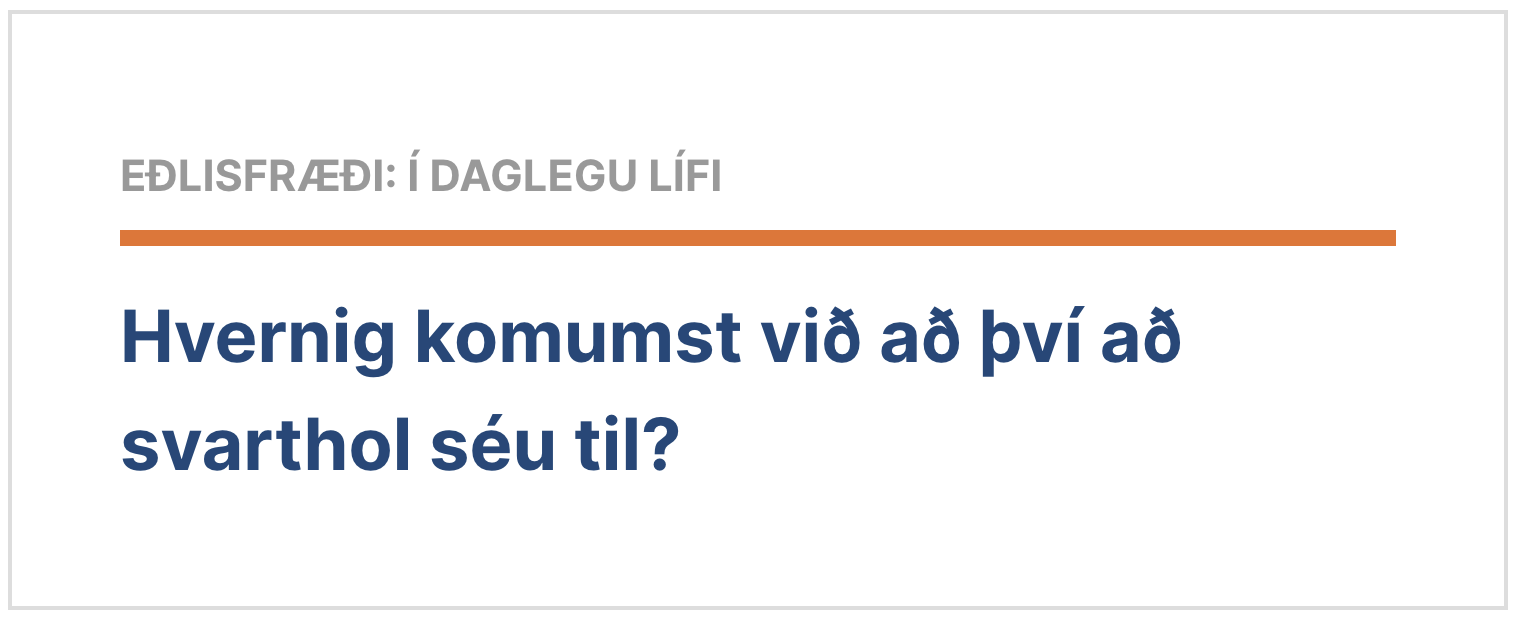 EÐLISFRÆÐI: Í DAGLEGU LÍFI
Hvernig komumst við að því að
svarthol séu til?